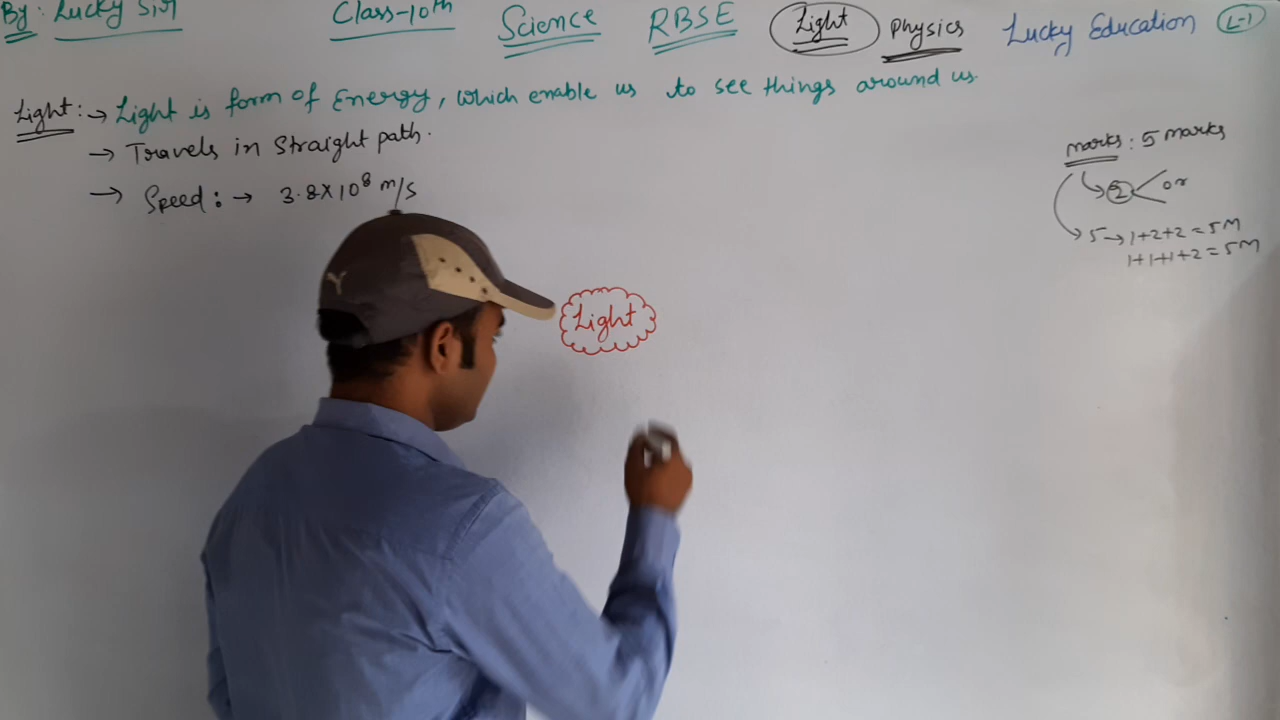 By: Lucky Sir Class-10th Science RBSE Light Physics Lucky Education L-1
Light :→ Light is form of Energy, which enable us to see things around us.
→ Travels in Straight path.
→ Speed :→ 3.8×10⁸ m/s
marks : 5 marks
2 or
5→1+2+2=5M
1+1+1+2=5M
Light